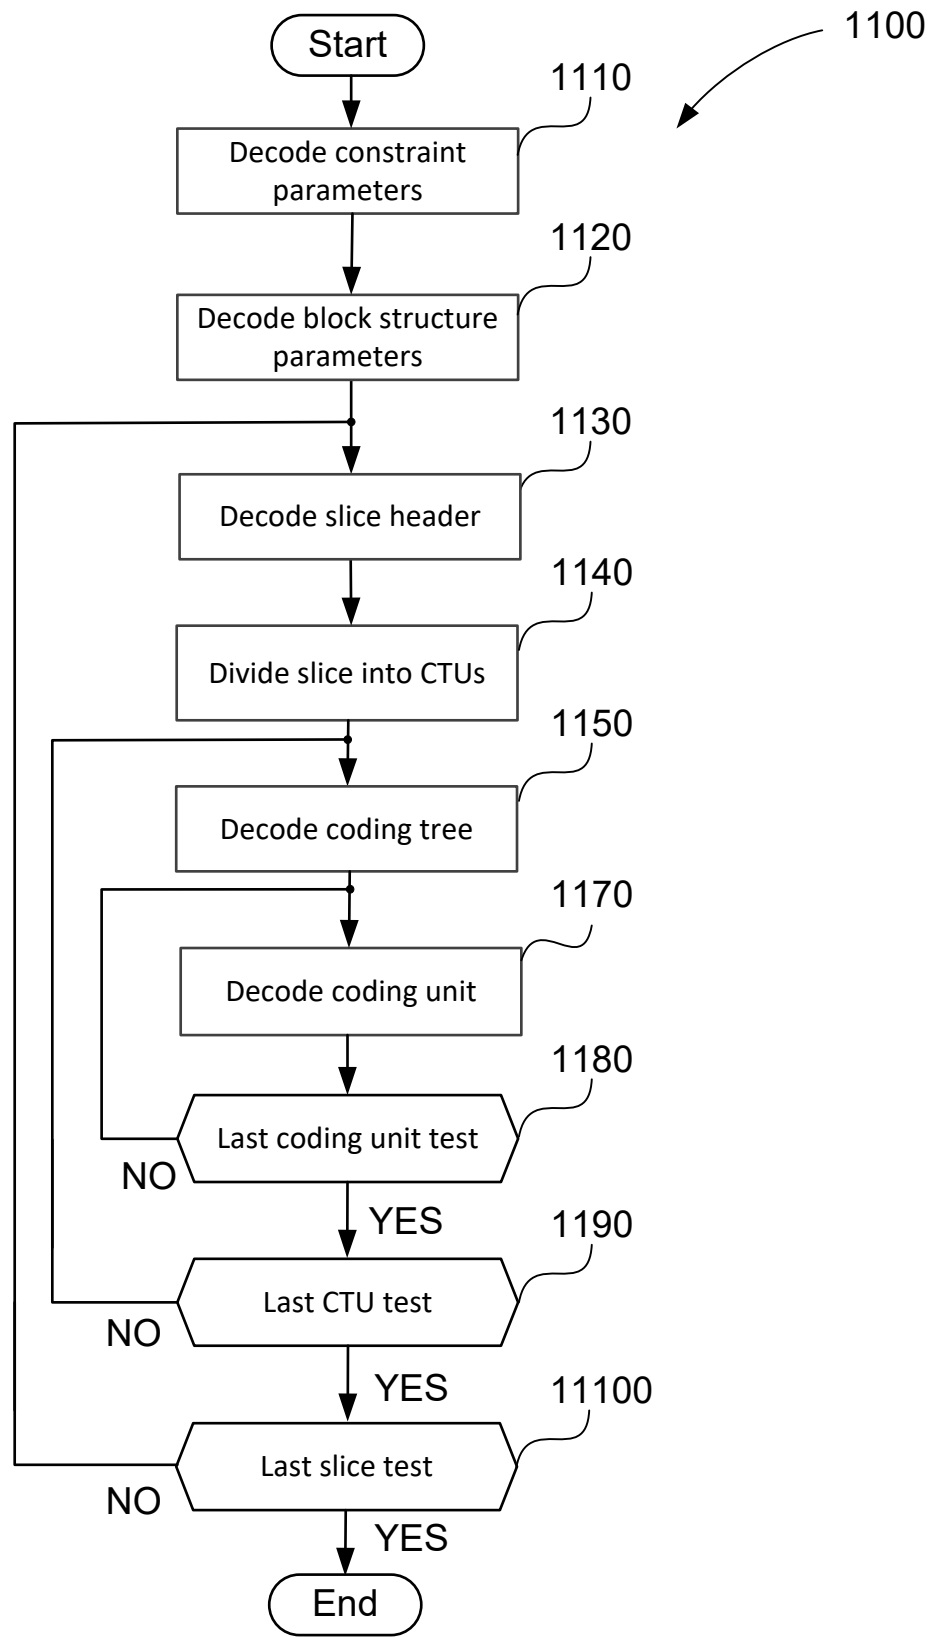 Start
1100
1110
Decode constraint
parameters
1120
Decode block structure
parameters
1130
Decode slice header
1140
Divide slice into CTUs
1150
Decode coding tree
1170
Decode coding unit
1180
Last coding unit test
NO
YES
1190
Last CTU test
NO
YES
11100
Last slice test
NO
YES
End